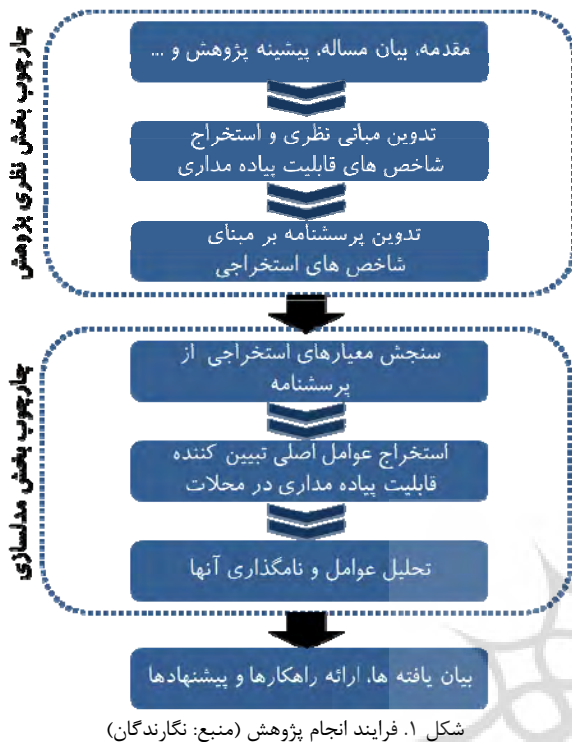 چارچوب بخش نظری پژوهش
مقدمه، بیان مساله، پیشینه پژوهش و ...
تدوین مبانی نظری و استخراج
شاخص های قابلیت پیاده مداری
تدوین پرسشنامه بر مبنای
شاخص های استخراجی
چارچوب بخش مدلسازی
سنجش معیارهای استخراجی از
پرسشنامه
استخراج عوامل اصلی تبیین کننده
قابلیت پیاده مداری در محلات
تحلیل عوامل و نامگذاری آنها
بیان یافته ها، ارائه راهکارها و پیشنهادها
شکل ۱. فرایند انجام پژوهش (منبع: نگارندگان)